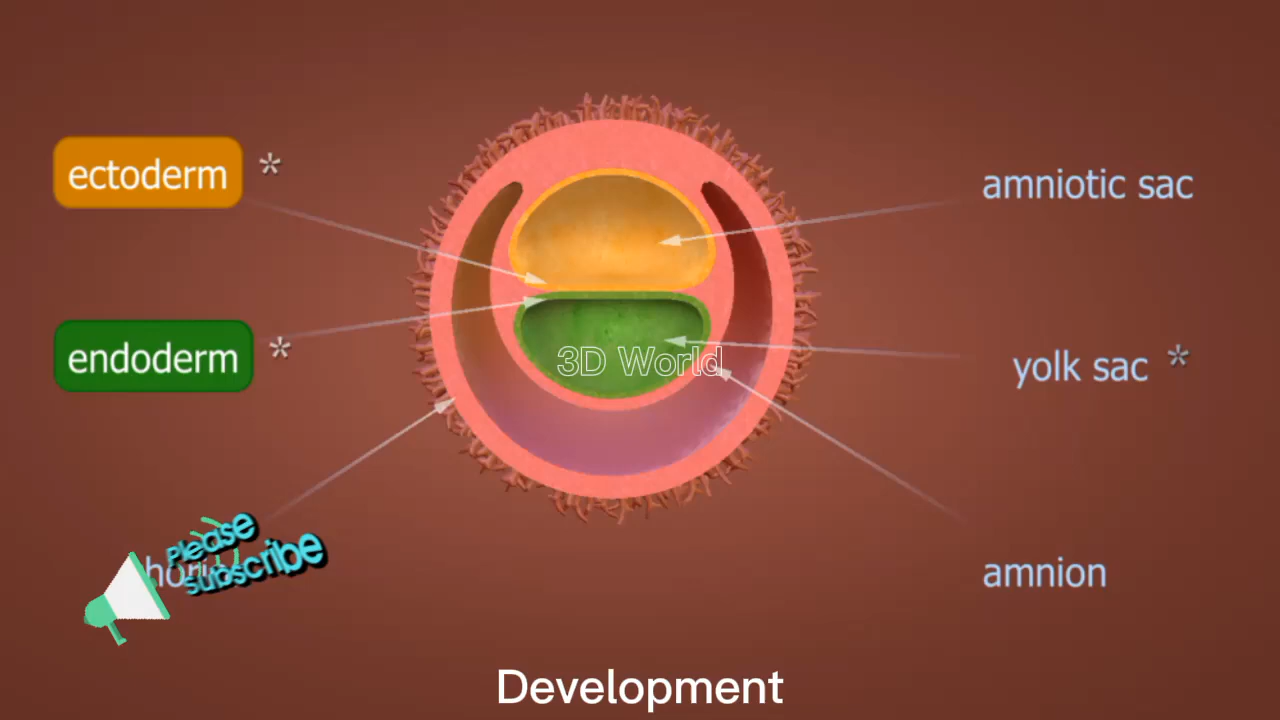 ectoderm *
amniotic sac
endoderm *
3D World
yolk sac *
Please
subscribe
amnion
Development